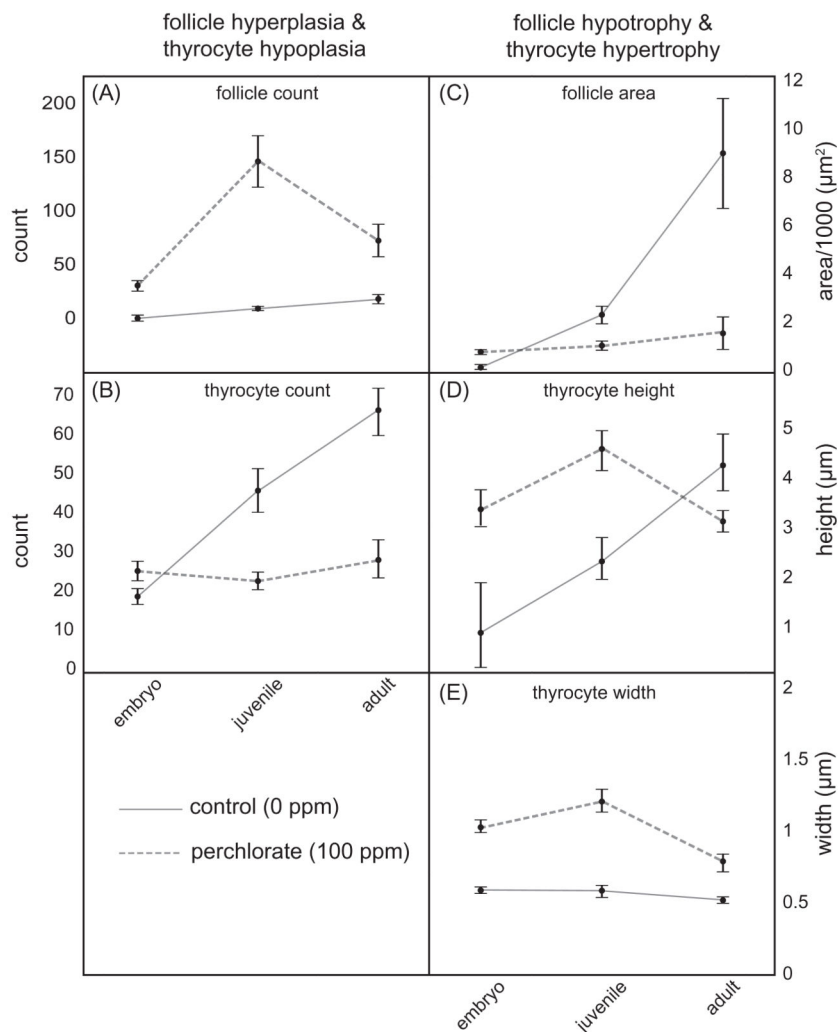 follicle hyperplasia &
thyrocyte hypoplasia
follicle hypotrophy &
thyrocyte hypertrophy
(A)
follicle count
200
150
100
50
0
count
(C)
follicle area
12
10
8
6
4
2
0
area/1000 (µm²)
(B)
thyrocyte count
70
60
50
40
30
20
10
0
count
embryo
juvenile
adult
(D)
thyrocyte height
5
4
3
2
1
height (µm)
control (0 ppm)
perchlorate (100 ppm)
(E)
thyrocyte width
2
1.5
1
0.5
0
width (µm)
embryo
juvenile
adult